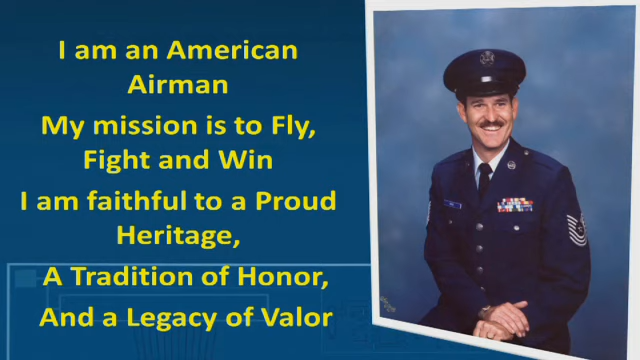 I am an American
Airman
My mission is to Fly,
Fight and Win
I am faithful to a Proud
Heritage,
A Tradition of Honor,
And a Legacy of Valor